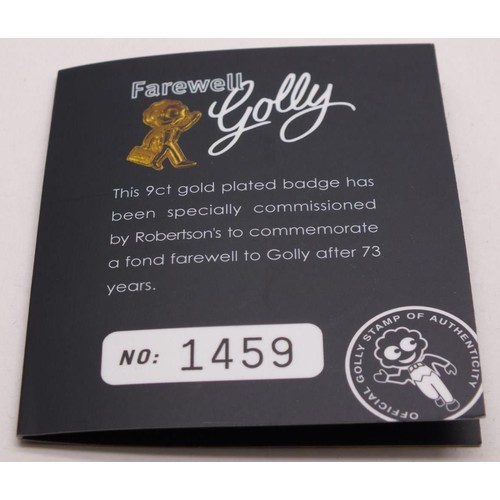 Farewell
Golly
This 9ct gold plated badge has
been specially commissioned
by Robertson's to commemorate
a fond farewell to Golly after 73
years.
NO: 1459
OFFICIAL GOLLY STAMP OF AUTHENTICITY